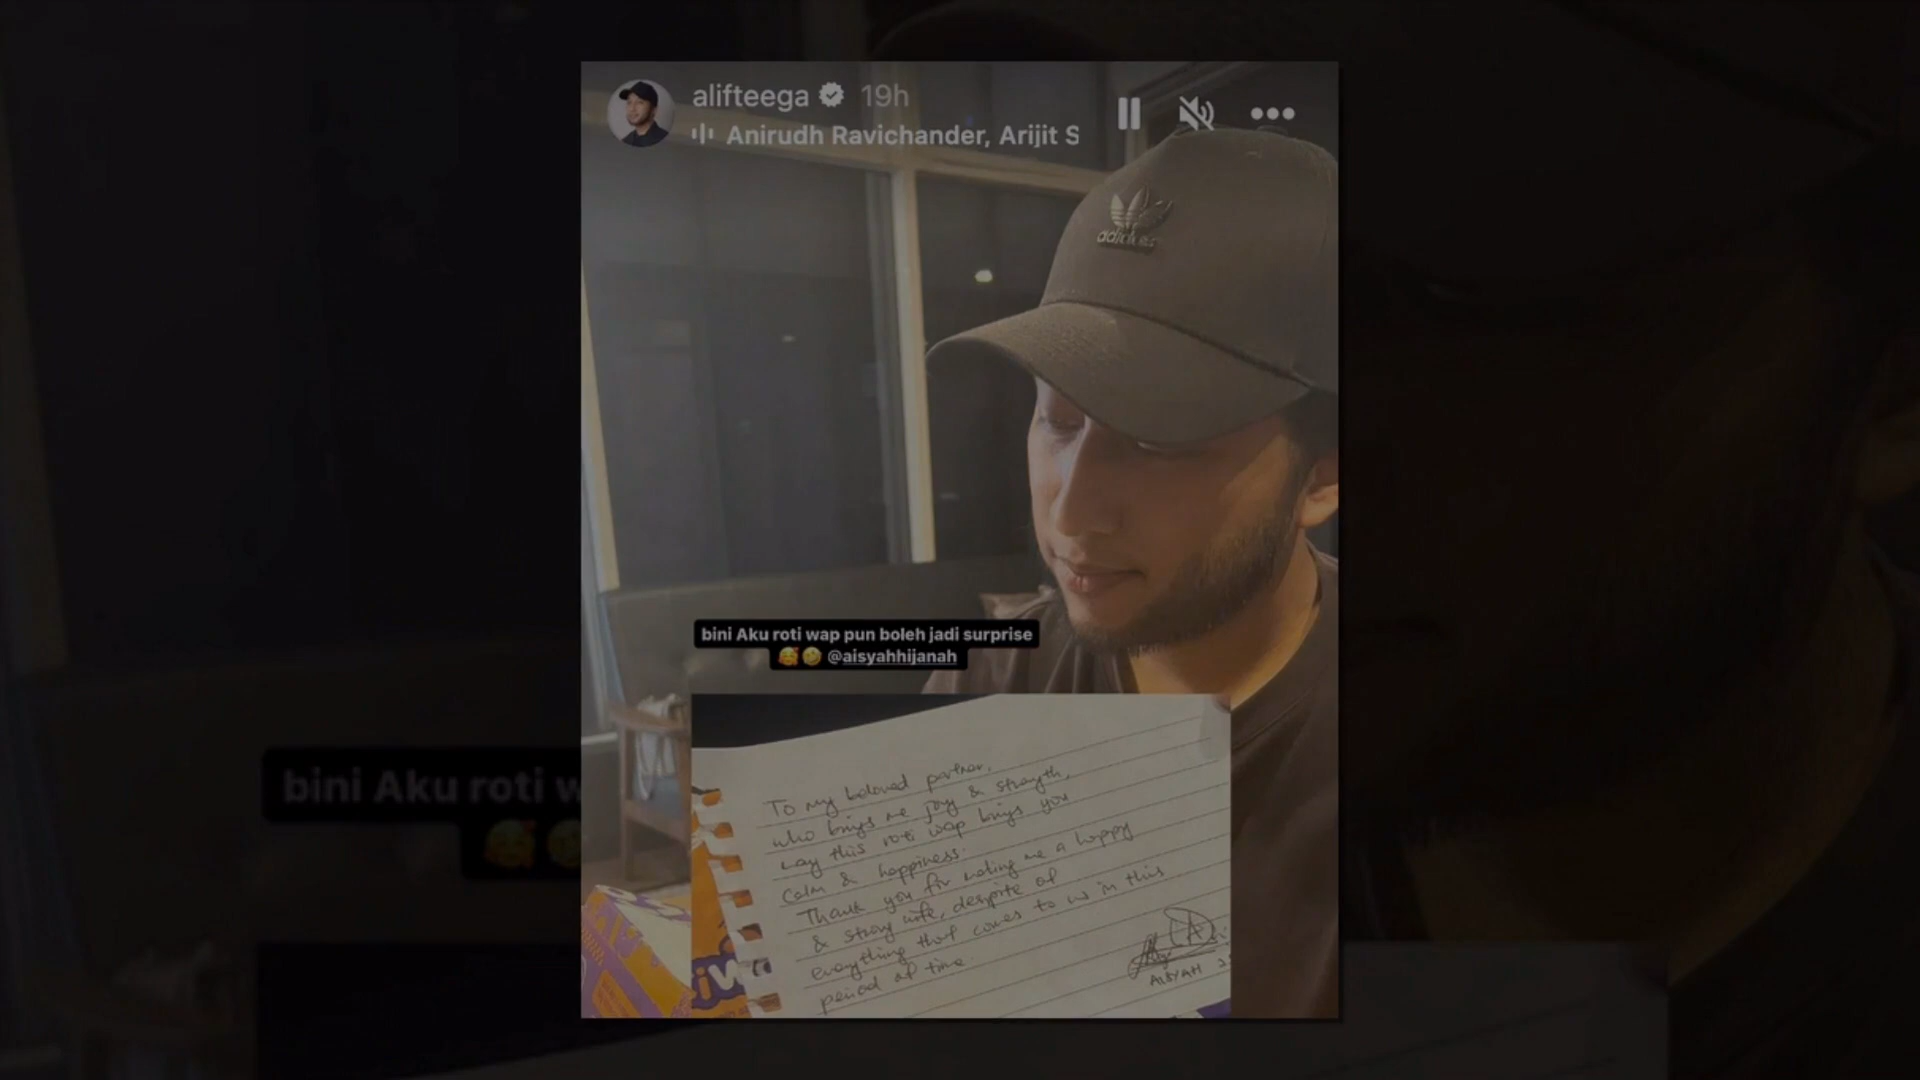 alifteega 19h
Anirudh Ravichander, Arijit S
adidas
bini Aku roti wap pun boleh jadi surprise
🥰🤣 @aisyahhijanah
To my beloved partner,
who brings me joy & strength,
may this roti wap brings you
calm & happiness.
Thank you for making me a happy
& strong wife, despite of
everything that comes to us in this
period of time.
AISYAH
bini Aku roti w